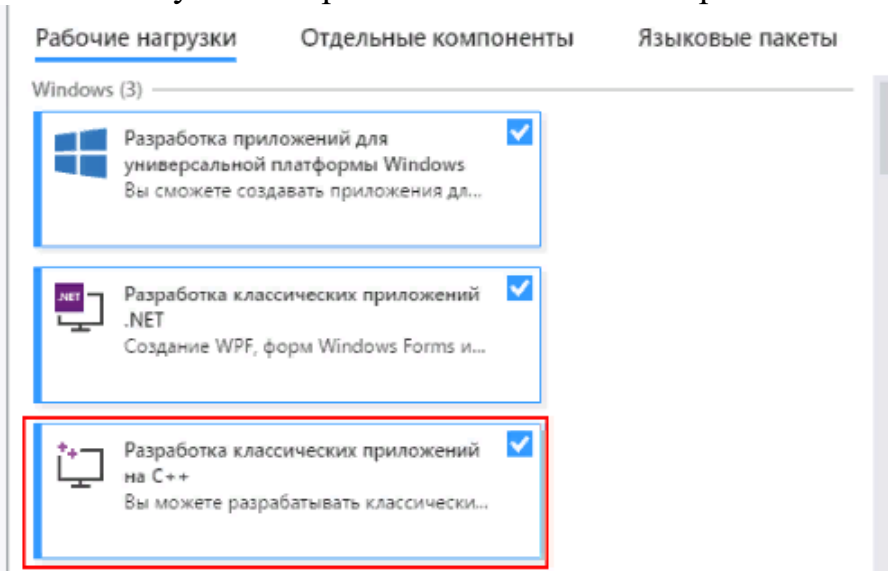 Рабочие нагрузки Отдельные компоненты Языковые пакеты
Windows (3)
Разработка приложений для
универсальной платформы Windows
Вы сможете создавать приложения дл...
.NET
Разработка классических приложений
.NET
Создание WPF, форм Windows Forms и...
Разработка классических приложений
на C++
Вы можете разрабатывать классически...